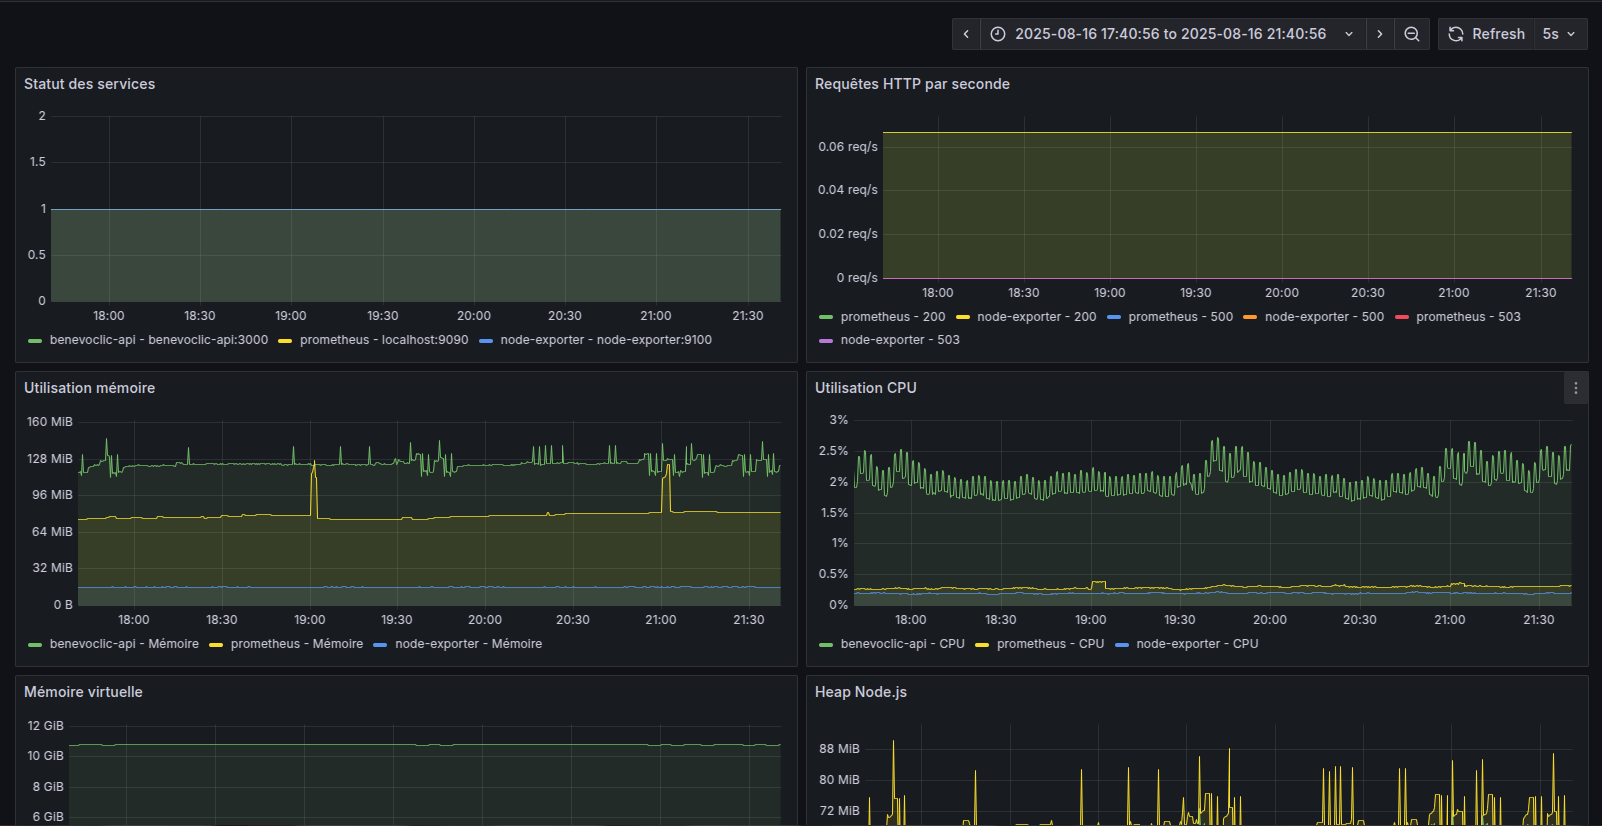 2025-08-16 17:40:56 to 2025-08-16 21:40:56 Refresh 5s
Statut des services
2
1.5
1
0.5
0
18:00 18:30 19:00 19:30 20:00 20:30 21:00 21:30
benevoclic-api - benevoclic-api:3000 prometheus - localhost:9090 node-exporter - node-exporter:9100
Requêtes HTTP par seconde
0.06 req/s
0.04 req/s
0.02 req/s
0 req/s
18:00 18:30 19:00 19:30 20:00 20:30 21:00 21:30
prometheus - 200 node-exporter - 200 prometheus - 500 node-exporter - 500 prometheus - 503
node-exporter - 503
Utilisation mémoire
160 MiB
128 MiB
96 MiB
64 MiB
32 MiB
0 B
18:00 18:30 19:00 19:30 20:00 20:30 21:00 21:30
benevoclic-api - Mémoire prometheus - Mémoire node-exporter - Mémoire
Utilisation CPU
3%
2.5%
2%
1.5%
1%
0.5%
0%
18:00 18:30 19:00 19:30 20:00 20:30 21:00 21:30
benevoclic-api - CPU prometheus - CPU node-exporter - CPU
Mémoire virtuelle
12 GiB
10 GiB
8 GiB
6 GiB
Heap Node.js
88 MiB
80 MiB
72 MiB